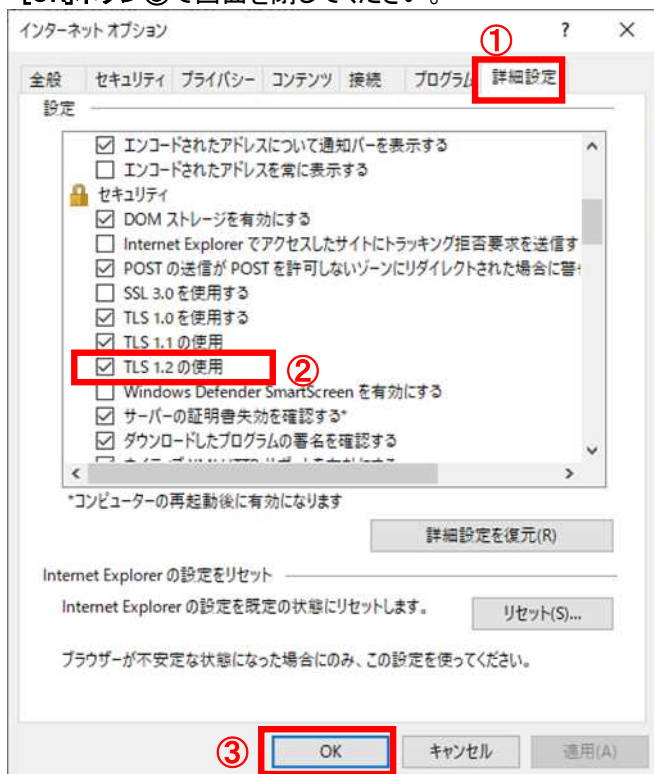 [OK]ボタン③で画面を閉じてください。
インターネット オプション
①
?
全般 セキュリティ プライバシー コンテンツ 接続 プログラム 詳細設定
設定
エンコードされたアドレスについて通知バーを表示する
エンコードされたアドレスを常に表示する
セキュリティ
DOM ストレージを有効にする
Internet Explorer でアクセスしたサイトにトラッキング拒否要求を送信す
POST の送信が POST を許可しないゾーンにリダイレクトされた場合に警
SSL 3.0 を使用する
TLS 1.0 を使用する
TLS 1.1 の使用
TLS 1.2 の使用
②
Windows Defender SmartScreen を有効にする
サーバーの証明書失効を確認する*
ダウンロードしたプログラムの署名を確認する
*コンピューターの再起動後に有効になります
詳細設定を復元(R)
Internet Explorer の設定をリセット
Internet Explorer の設定を既定の状態にリセットします。
リセット(S)...
ブラウザーが不安定な状態になった場合にのみ、この設定を使ってください。
③
OK キャンセル 適用(A)